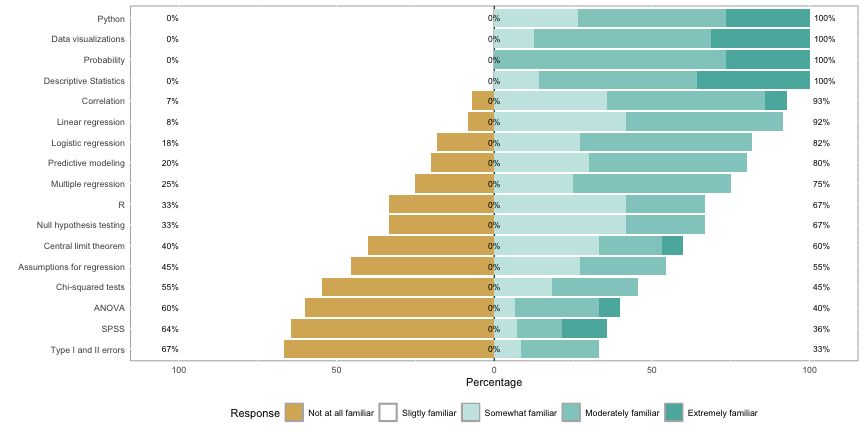 Python 0% 0% 100%
Data visualizations 0% 0% 100%
Probability 0% 0% 100%
Descriptive Statistics 0% 0% 100%
Correlation 7% 0% 93%
Linear regression 8% 0% 92%
Logistic regression 18% 0% 82%
Predictive modeling 20% 0% 80%
Multiple regression 25% 0% 75%
R 33% 0% 67%
Null hypothesis testing 33% 0% 67%
Central limit theorem 40% 0% 60%
Assumptions for regression 45% 0% 55%
Chi-squared tests 55% 0% 45%
ANOVA 60% 0% 40%
SPSS 64% 0% 36%
Type I and II errors 67% 0% 33%
100 50 0 50 100
Percentage
Response Not at all familiar Sligtly familiar Somewhat familiar Moderately familiar Extremely familiar